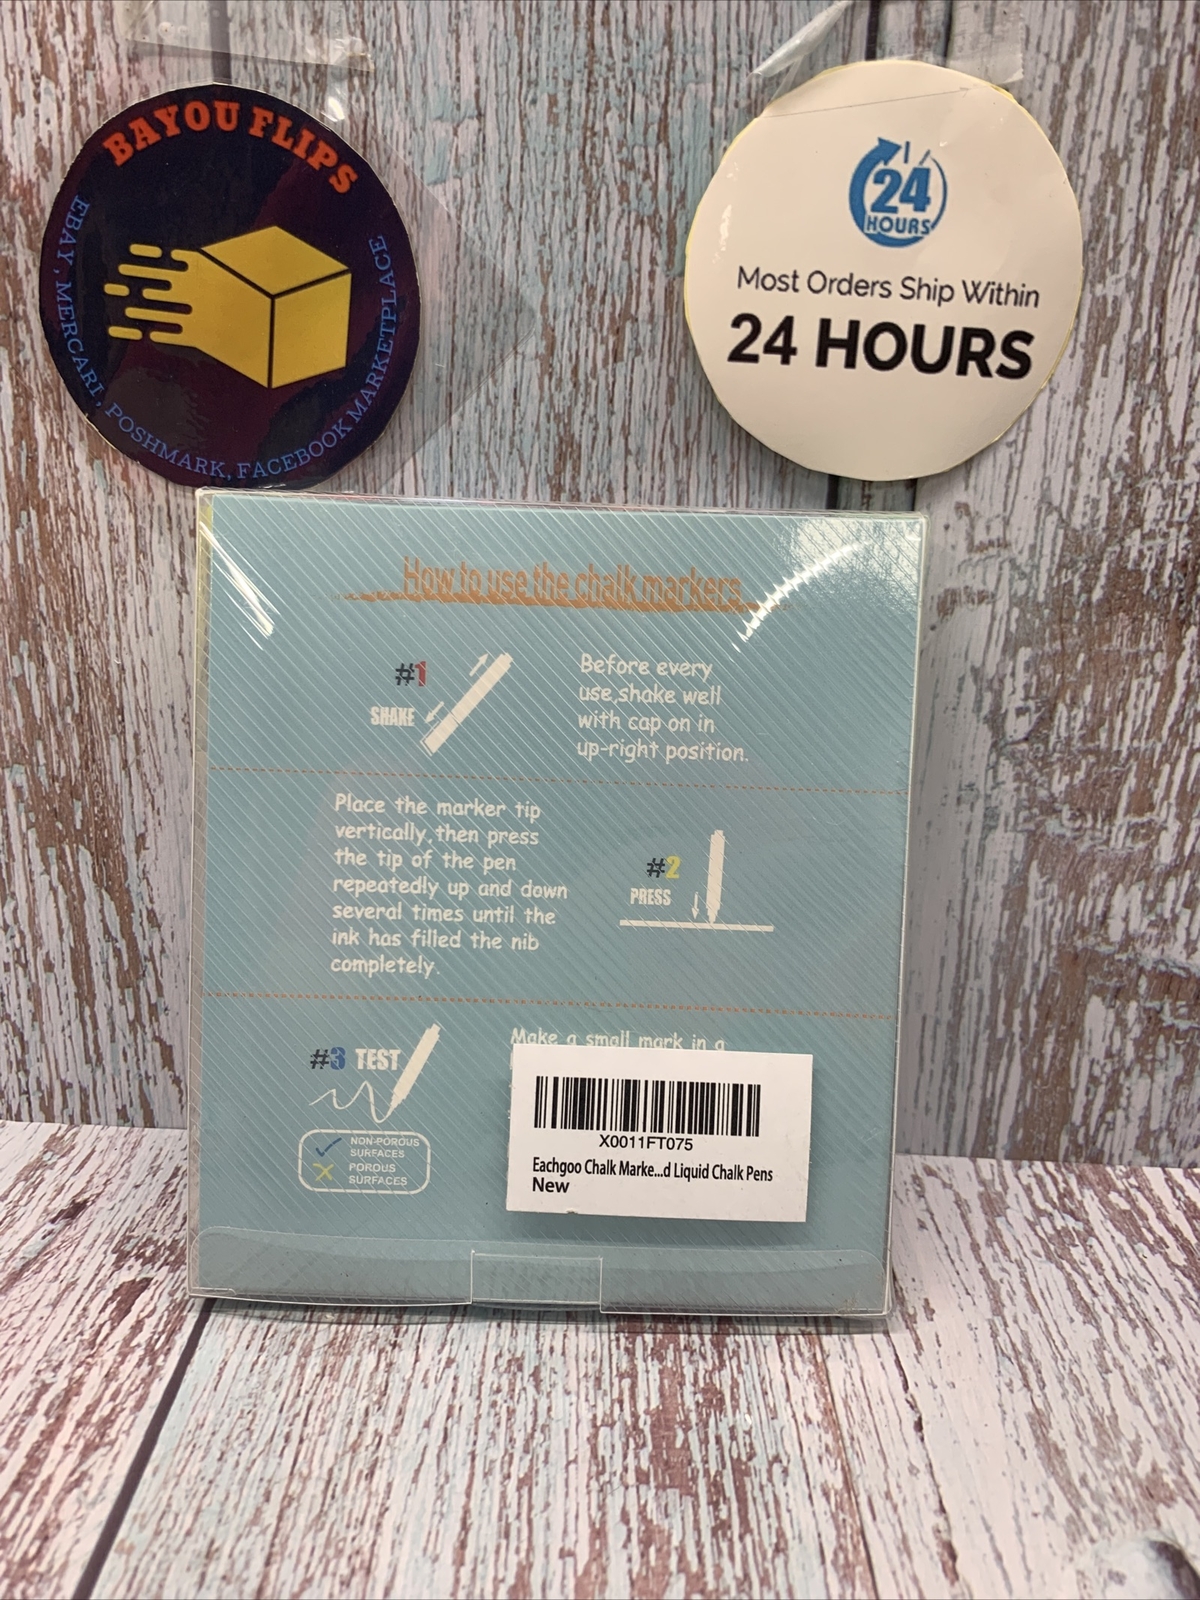 BAYOU FLIPS
EBAY, MERCARI, POSHMARK, FACEBOOK MARKETPLACE
24
HOURS
Most Orders Ship Within
24 HOURS
How to use the chalk markers
#1
SHAKE
Before every
use,shake well
with cap on in
up-right position.
Place the marker tip
vertically,then press
the tip of the pen
repeatedly up and down
several times until the
ink has filled the nib
completely.
#2
PRESS
#3 TEST
NON-POROUS
SURFACES
POROUS
SURFACES
Make a small mark in a
X0011FT075
Eachgoo Chalk Marke...d Liquid Chalk Pens
New